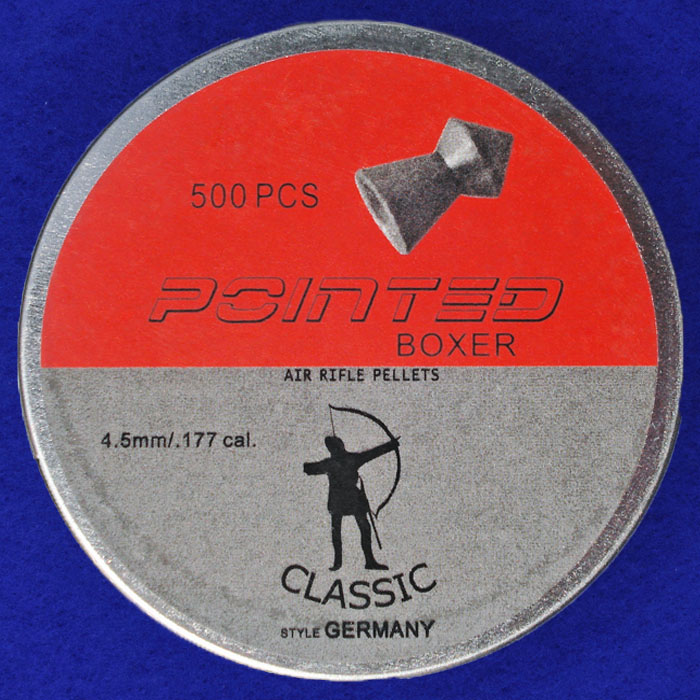 500 PCS
POINTED
BOXER
AIR RIFLE PELLETS
4.5mm/.177 cal.
CLASSIC
STYLE GERMANY